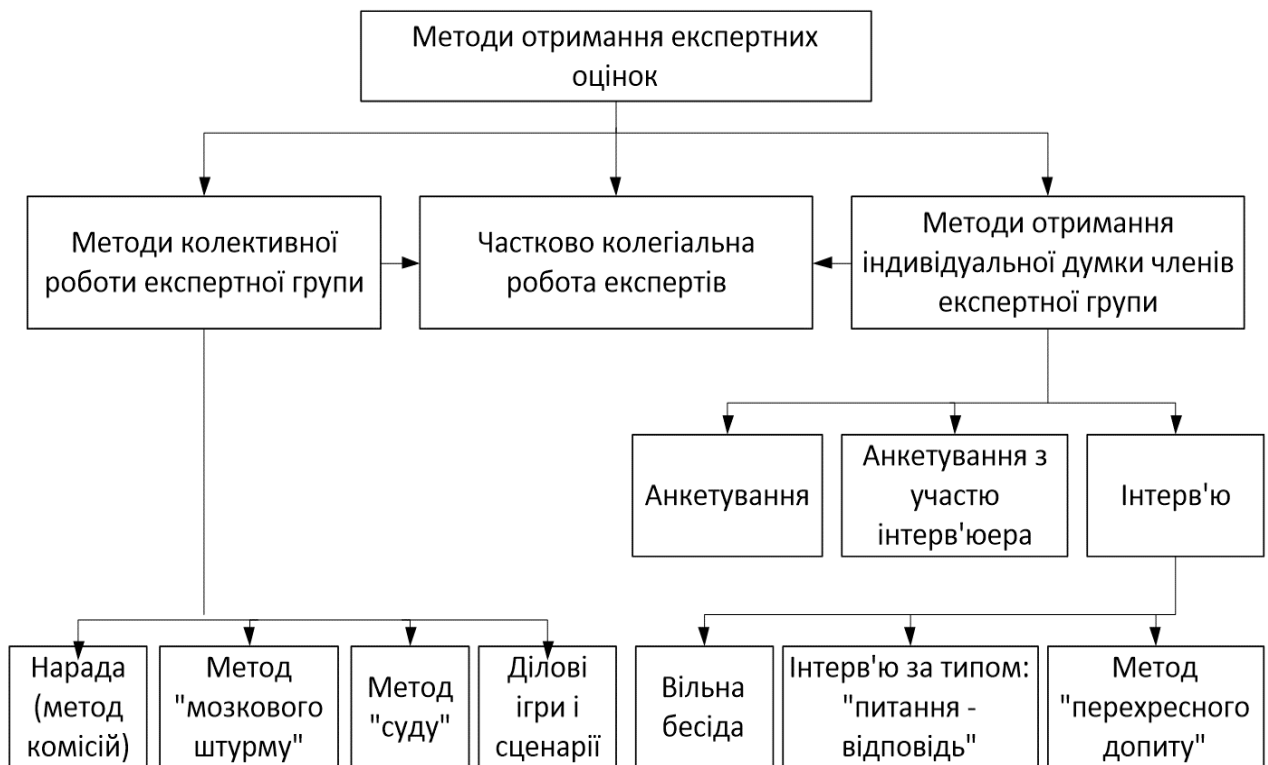 Методи отримання експертних
оцінок
Методи колективної
роботи експертної групи
Частково колегіальна
робота експертів
Методи отримання
індивідуальної думки членів
експертної групи
Анкетування
Анкетування з
участю
інтерв'юера
Інтерв'ю
Нарада
(метод
комісій)
Метод
"мозкового
штурму"
Метод
"суду"
Ділові
ігри і
сценарії
Вільна
бесіда
Інтерв'ю за типом:
"питання -
відповідь"
Метод
"перехресного
допиту"